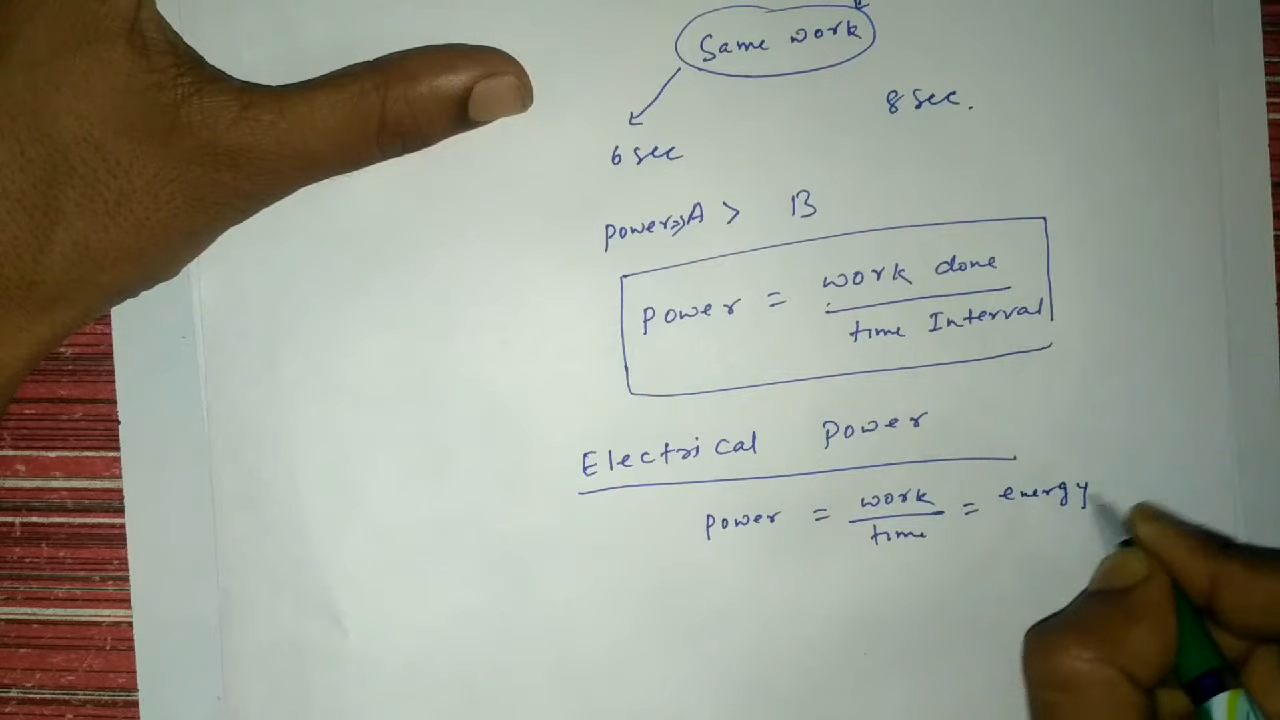 Same work
8 sec.
6 sec
power⇒A > B
Power = work done
time Interval
Electrical Power
Power = work = energy
time